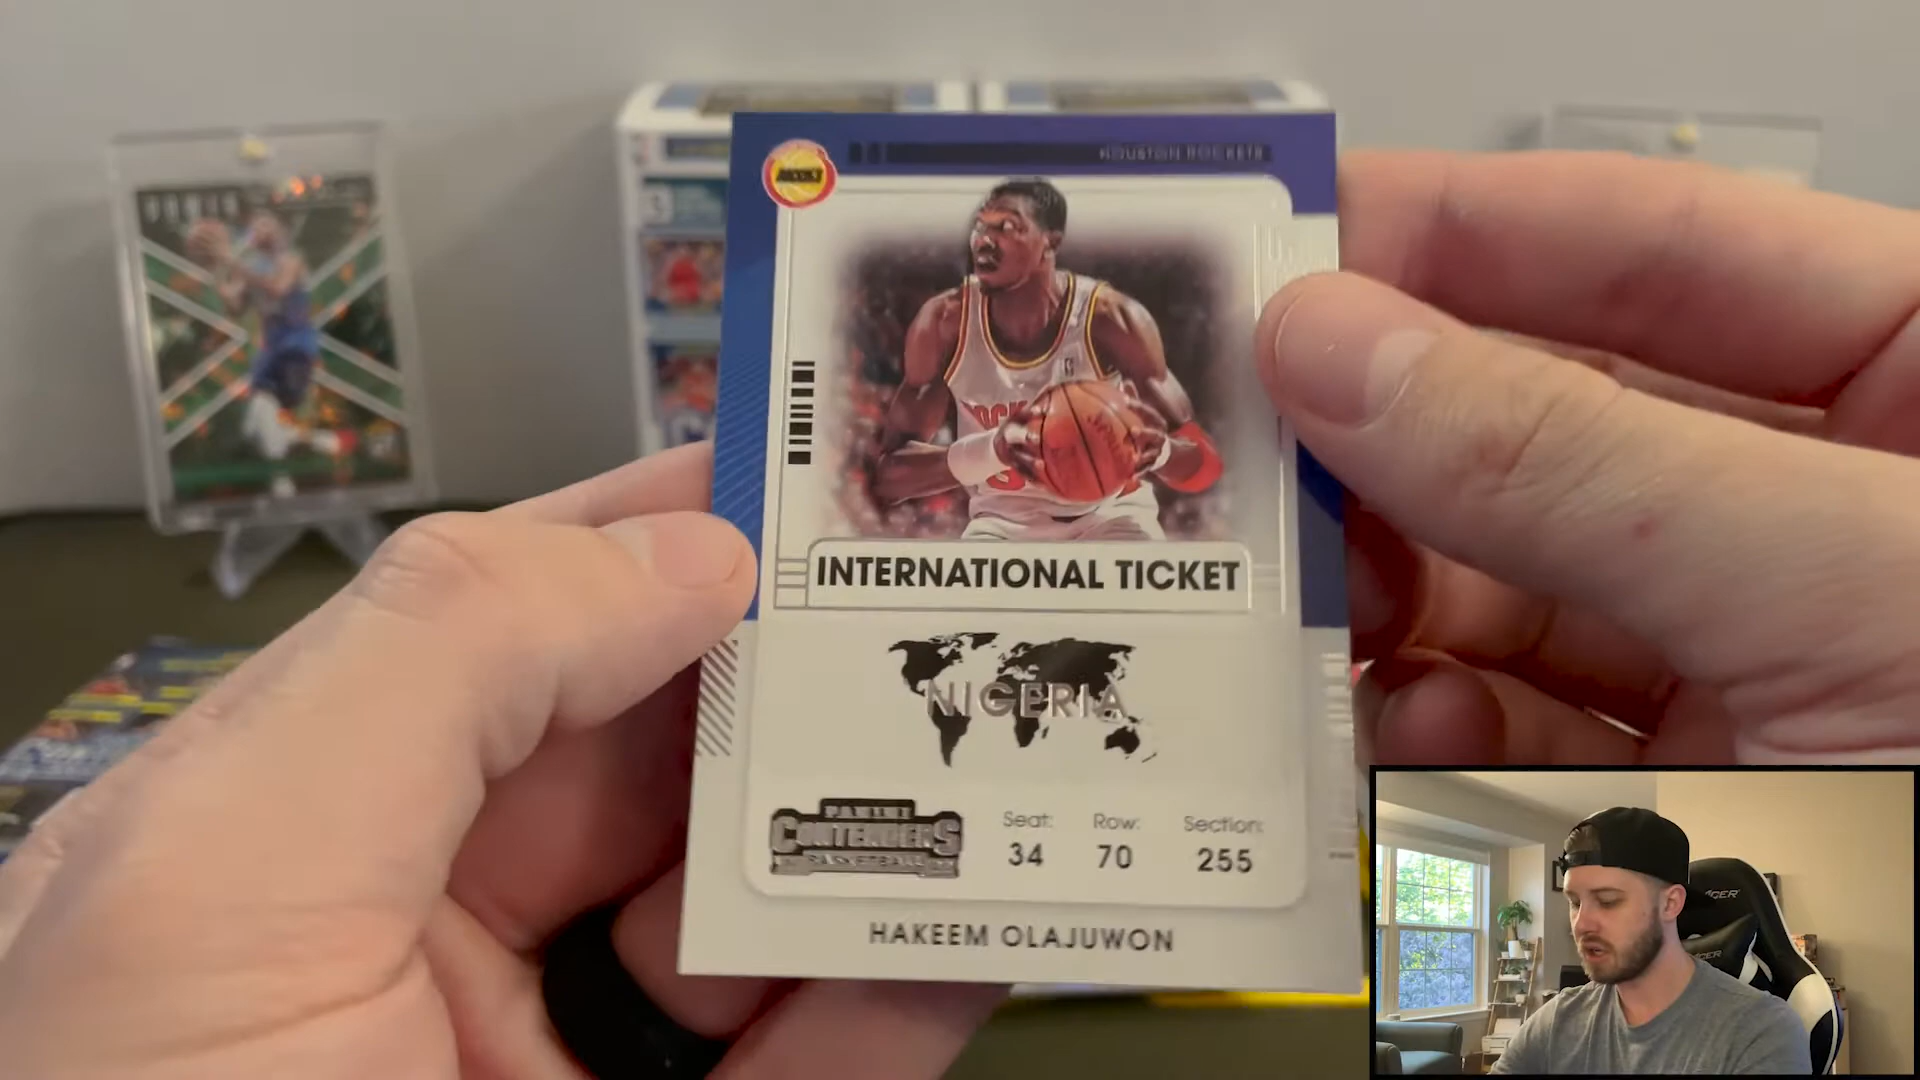 HOUSTON ROCKETS
INTERNATIONAL TICKET
NIGERIA
PANINI
CONTENDERS
BASKETBALL
Seat: Row: Section:
34 70 255
HAKEEM OLAJUWON